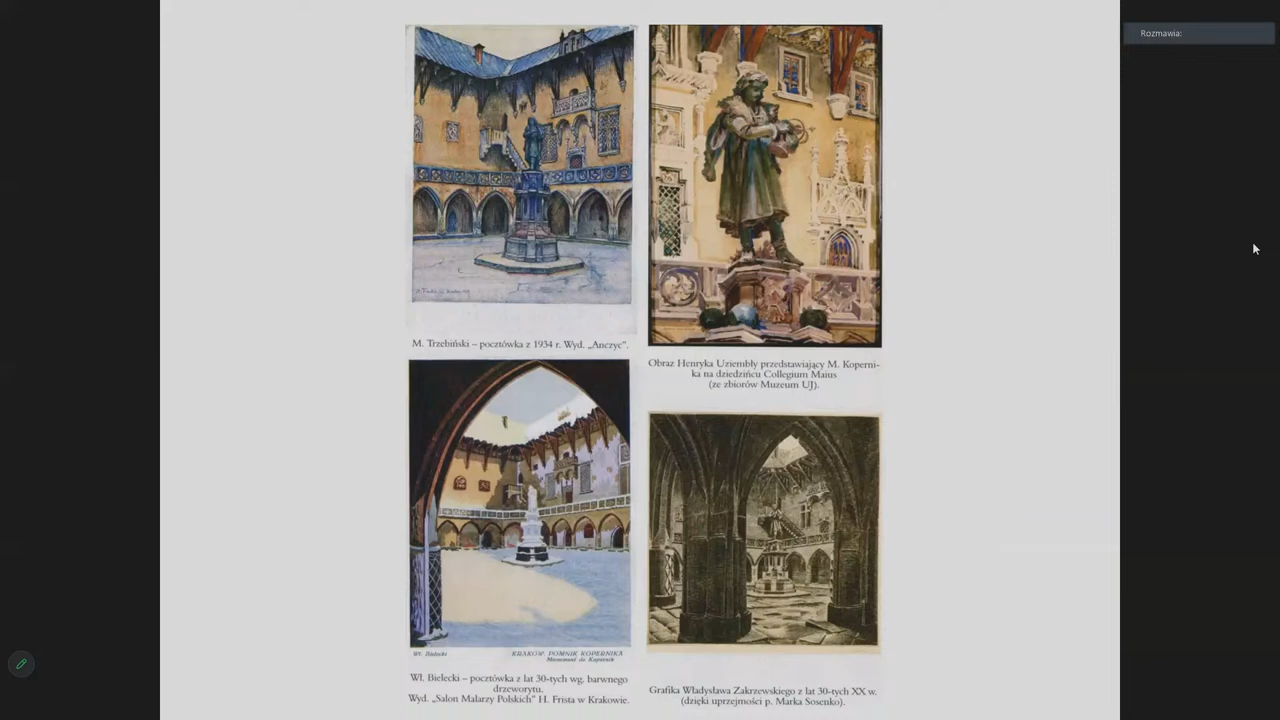 Rozmawia:
M. Trzebiński – pocztówka z 1934 r. Wyd. „Anczyc".
Obraz Henryka Uziembły przedstawiający M. Koperni-
ka na dziedzińcu Collegium Maius
(ze zbiorów Muzeum UJ).
Wł. Bielecki
KRAKÓW. POMNIK KOPERNIKA
Monument de Kopernik
Wł. Bielecki – pocztówka z lat 30-tych wg. barwnego
drzeworytu.
Wyd. „Salon Malarzy Polskich" H. Frista w Krakowie.
Grafika Władysława Zakrzewskiego z lat 30-tych XX w.
(dzięki uprzejmości p. Marka Sosenko).